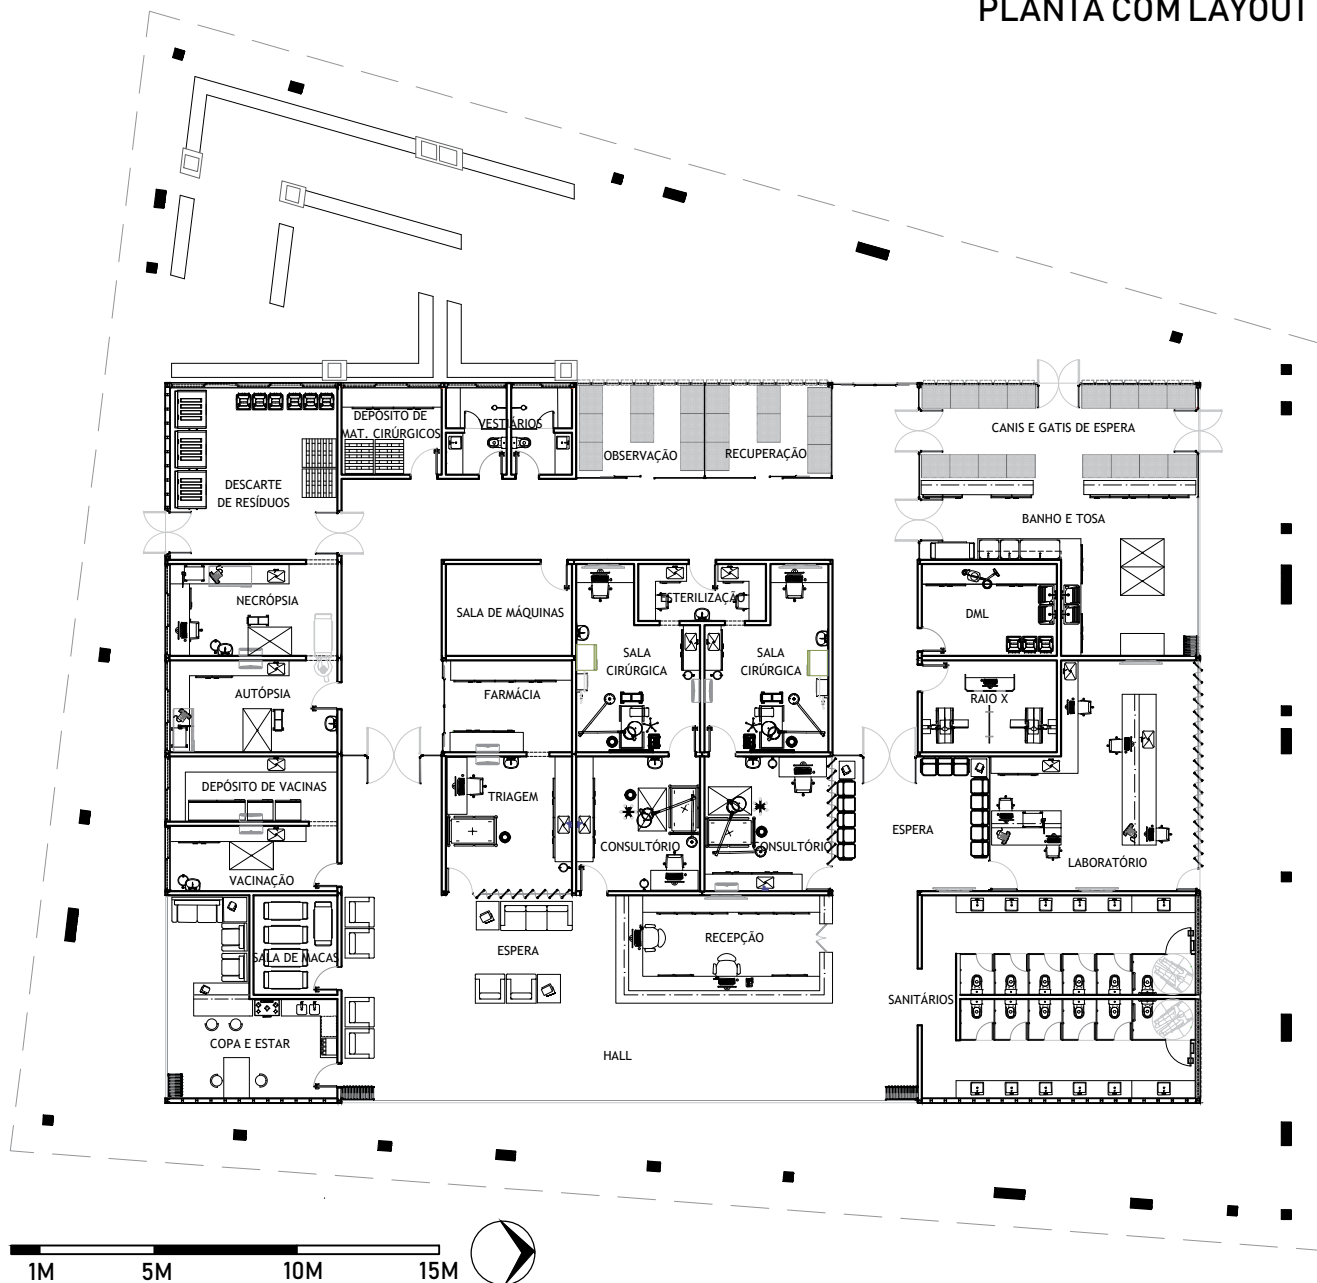 PLANTA COM LAYOUT
DEPÓSITO DE
MAT. CIRÚRGICOS
VESTIÁRIOS
OBSERVAÇÃO
RECUPERAÇÃO
CANIS E GATIS DE ESPERA
DESCARTE
DE RESÍDUOS
BANHO E TOSA
NECRÓPSIA
SALA DE MÁQUINAS
ESTERILIZAÇÃO
DML
SALA
CIRÚRGICA
SALA
CIRÚRGICA
AUTÓPSIA
FARMÁCIA
RAIO X
DEPÓSITO DE VACINAS
TRIAGEM
ESPERA
CONSULTÓRIO
CONSULTÓRIO
LABORATÓRIO
VACINAÇÃO
RECEPÇÃO
ESPERA
SALA DE MACAS
SANITÁRIOS
COPA E ESTAR
HALL
1M
5M
10M
15M